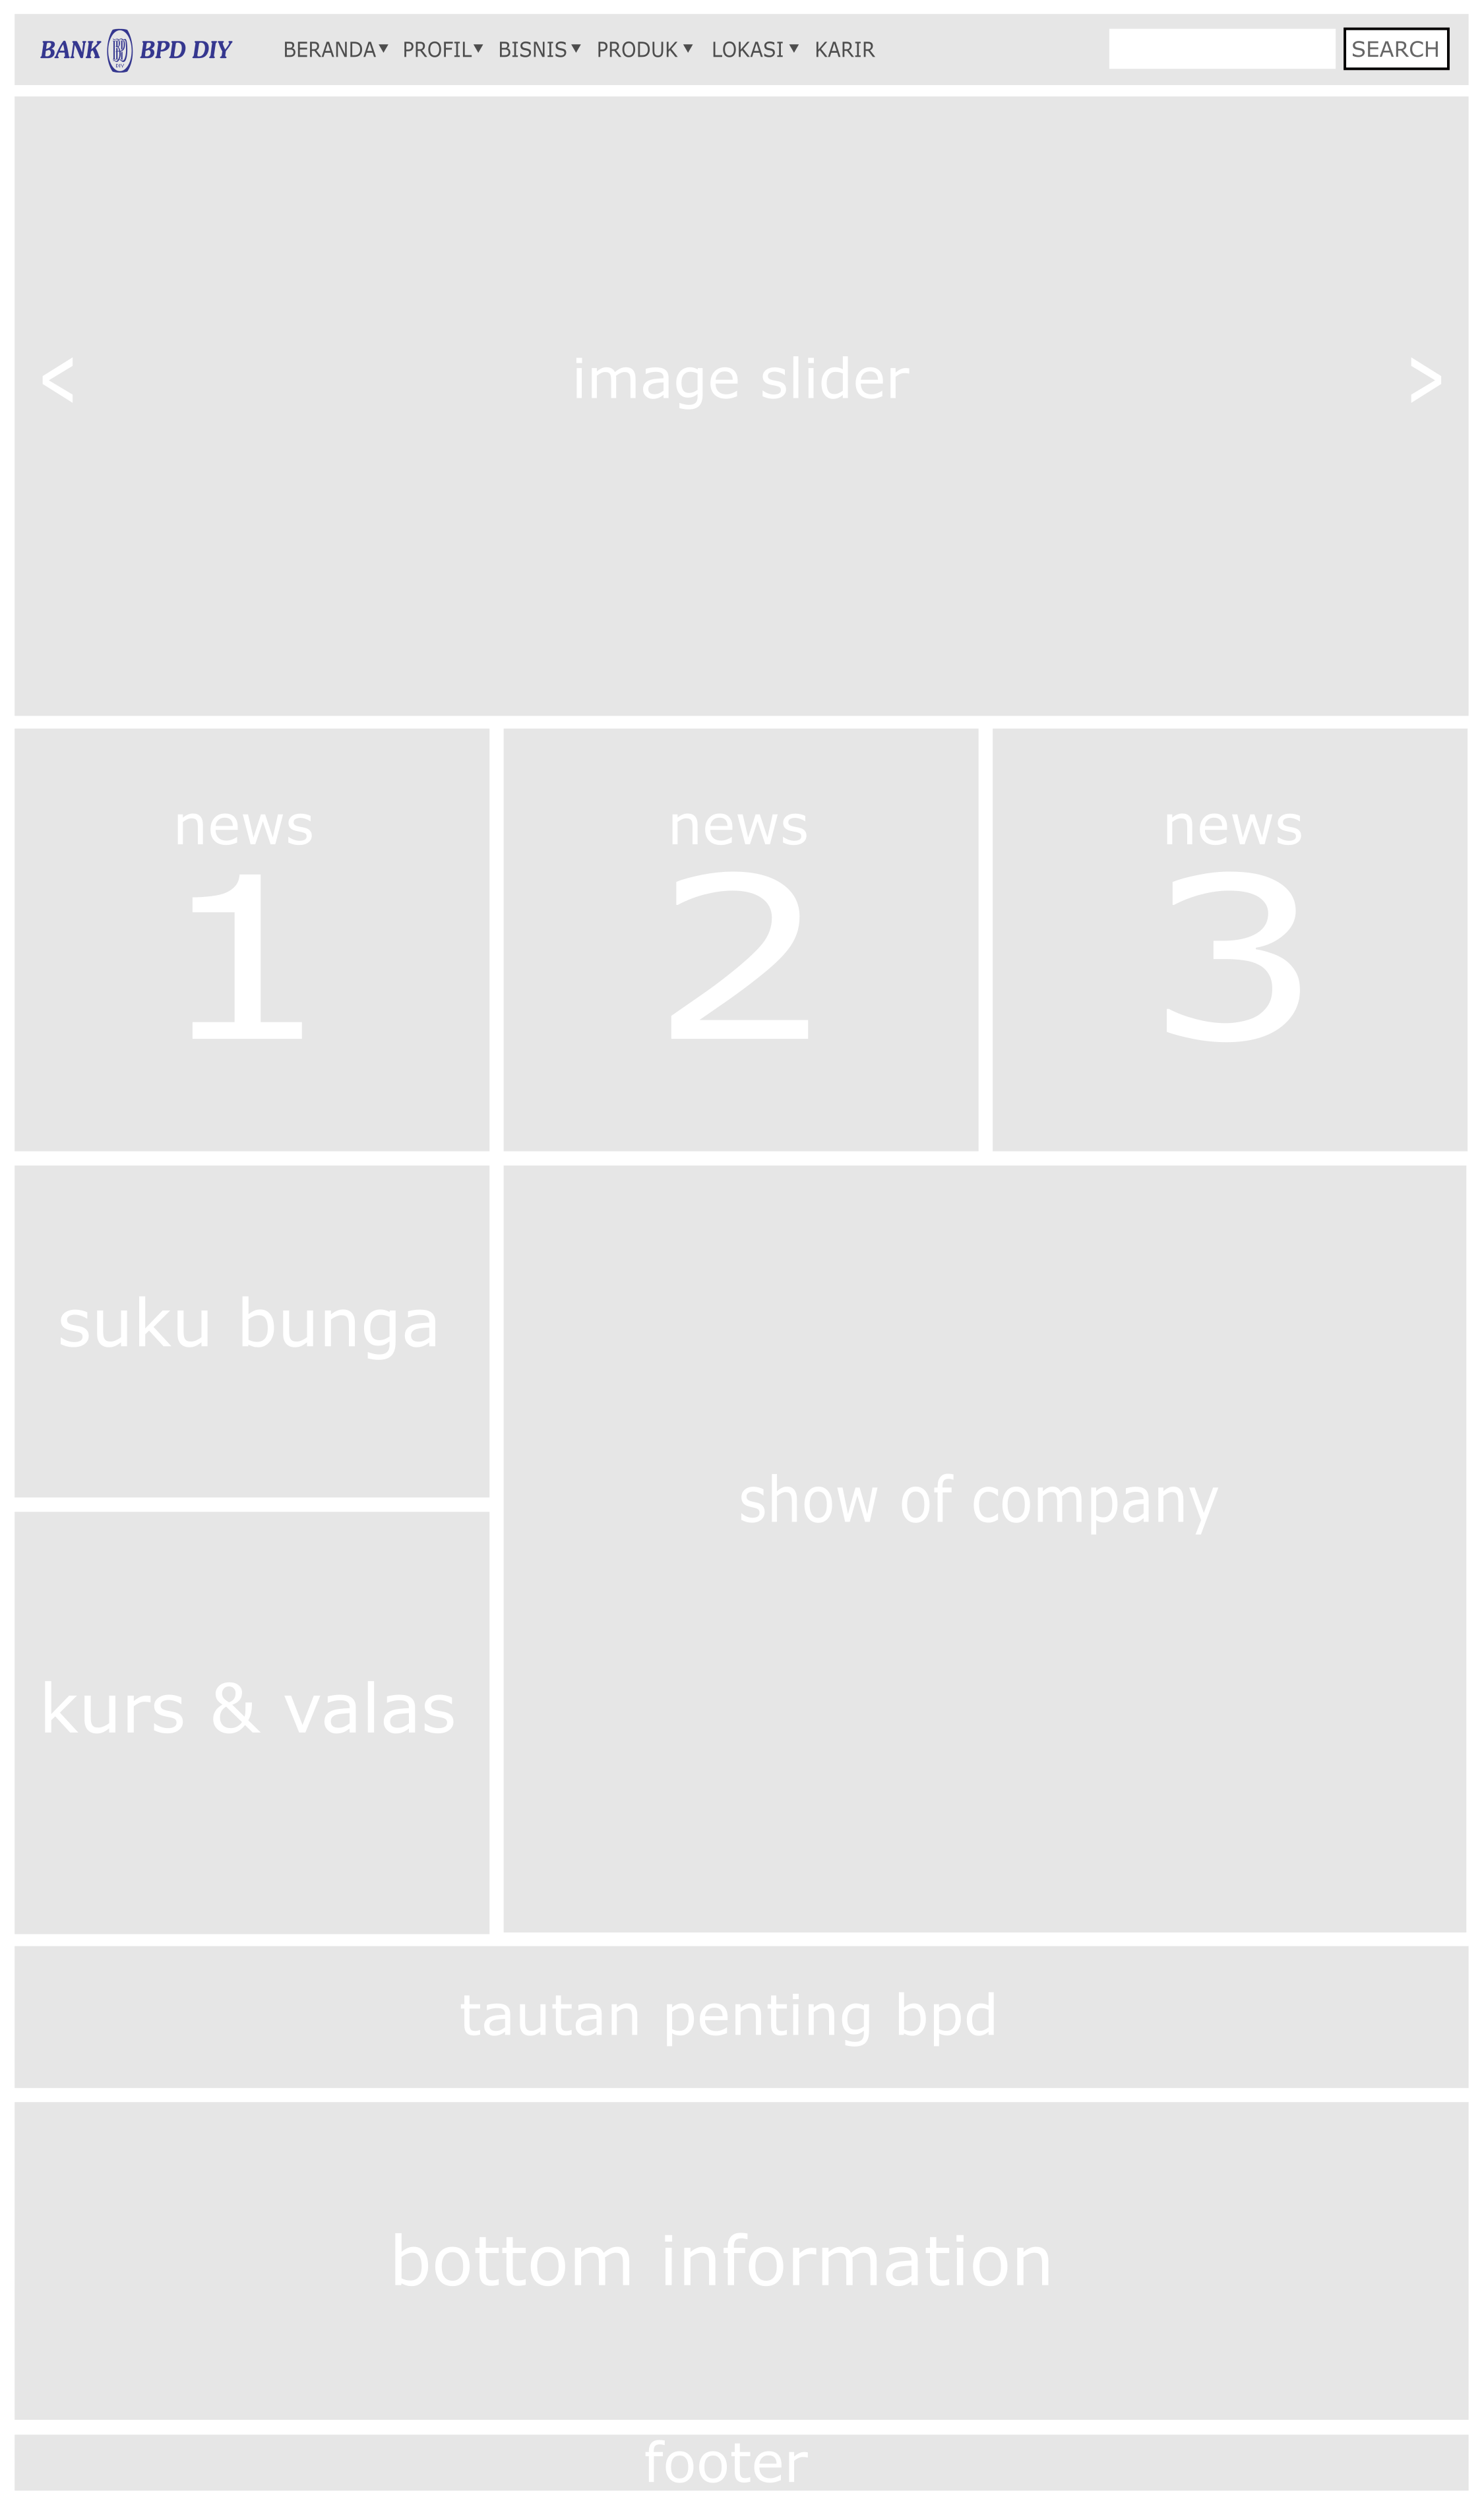 BANK BPD DIY BERANDA▼ PROFIL▼ BISNIS▼ PRODUK▼ LOKASI▼ KARIR SEARCH
< image slider >
news news news
1 2 3
suku bunga
show of company
kurs & valas
tautan penting bpd
bottom information
footer